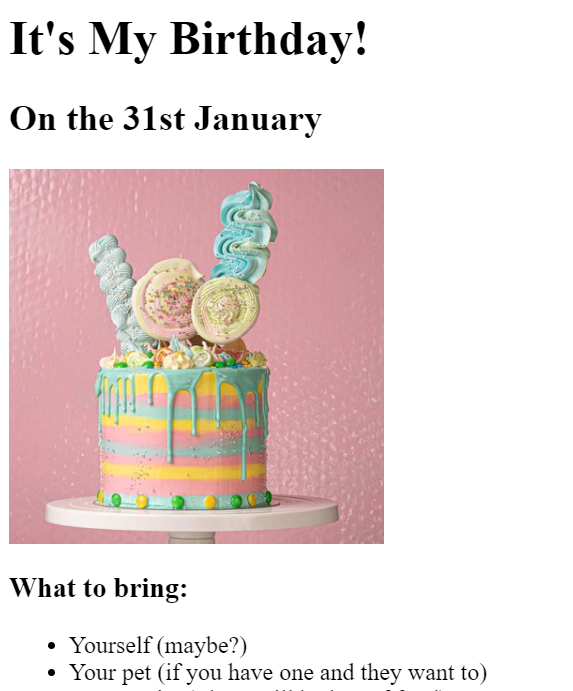 It's My Birthday!
On the 31st January
What to bring:
Yourself (maybe?)
Your pet (if you have one and they want to)